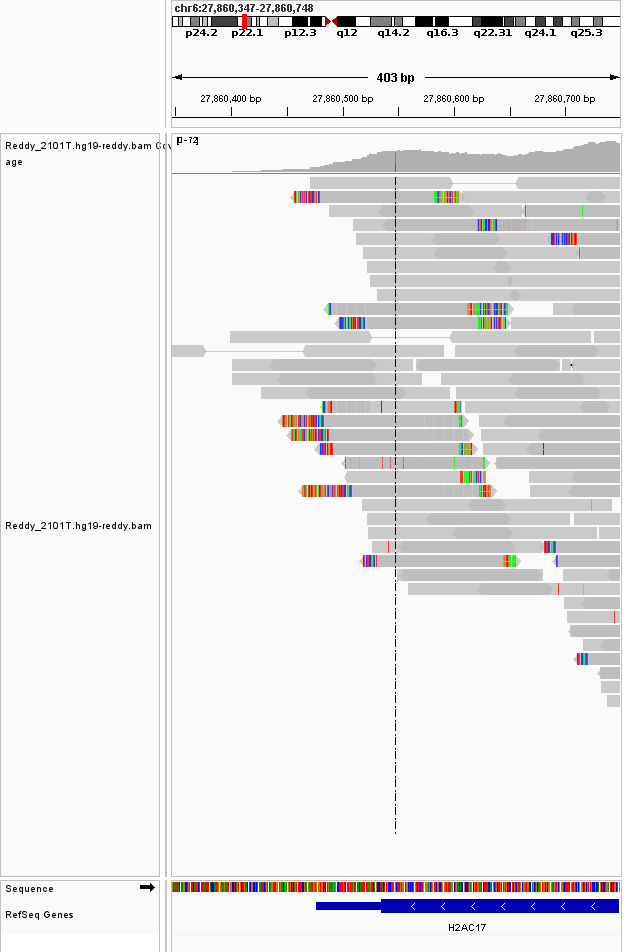 chr6:27,860,347-27,860,748
p24.2 p22.1 p12.3 q12 q14.2 q16.3 q22.31 q24.1 q25.3
403 bp
27,860,400 bp 27,860,500 bp 27,860,600 bp 27,860,700 bp
Reddy_2101T.hg19-reddy.bam Cov
age
[0-72]
Reddy_2101T.hg19-reddy.bam
Sequence
RefSeq Genes
H2AC17